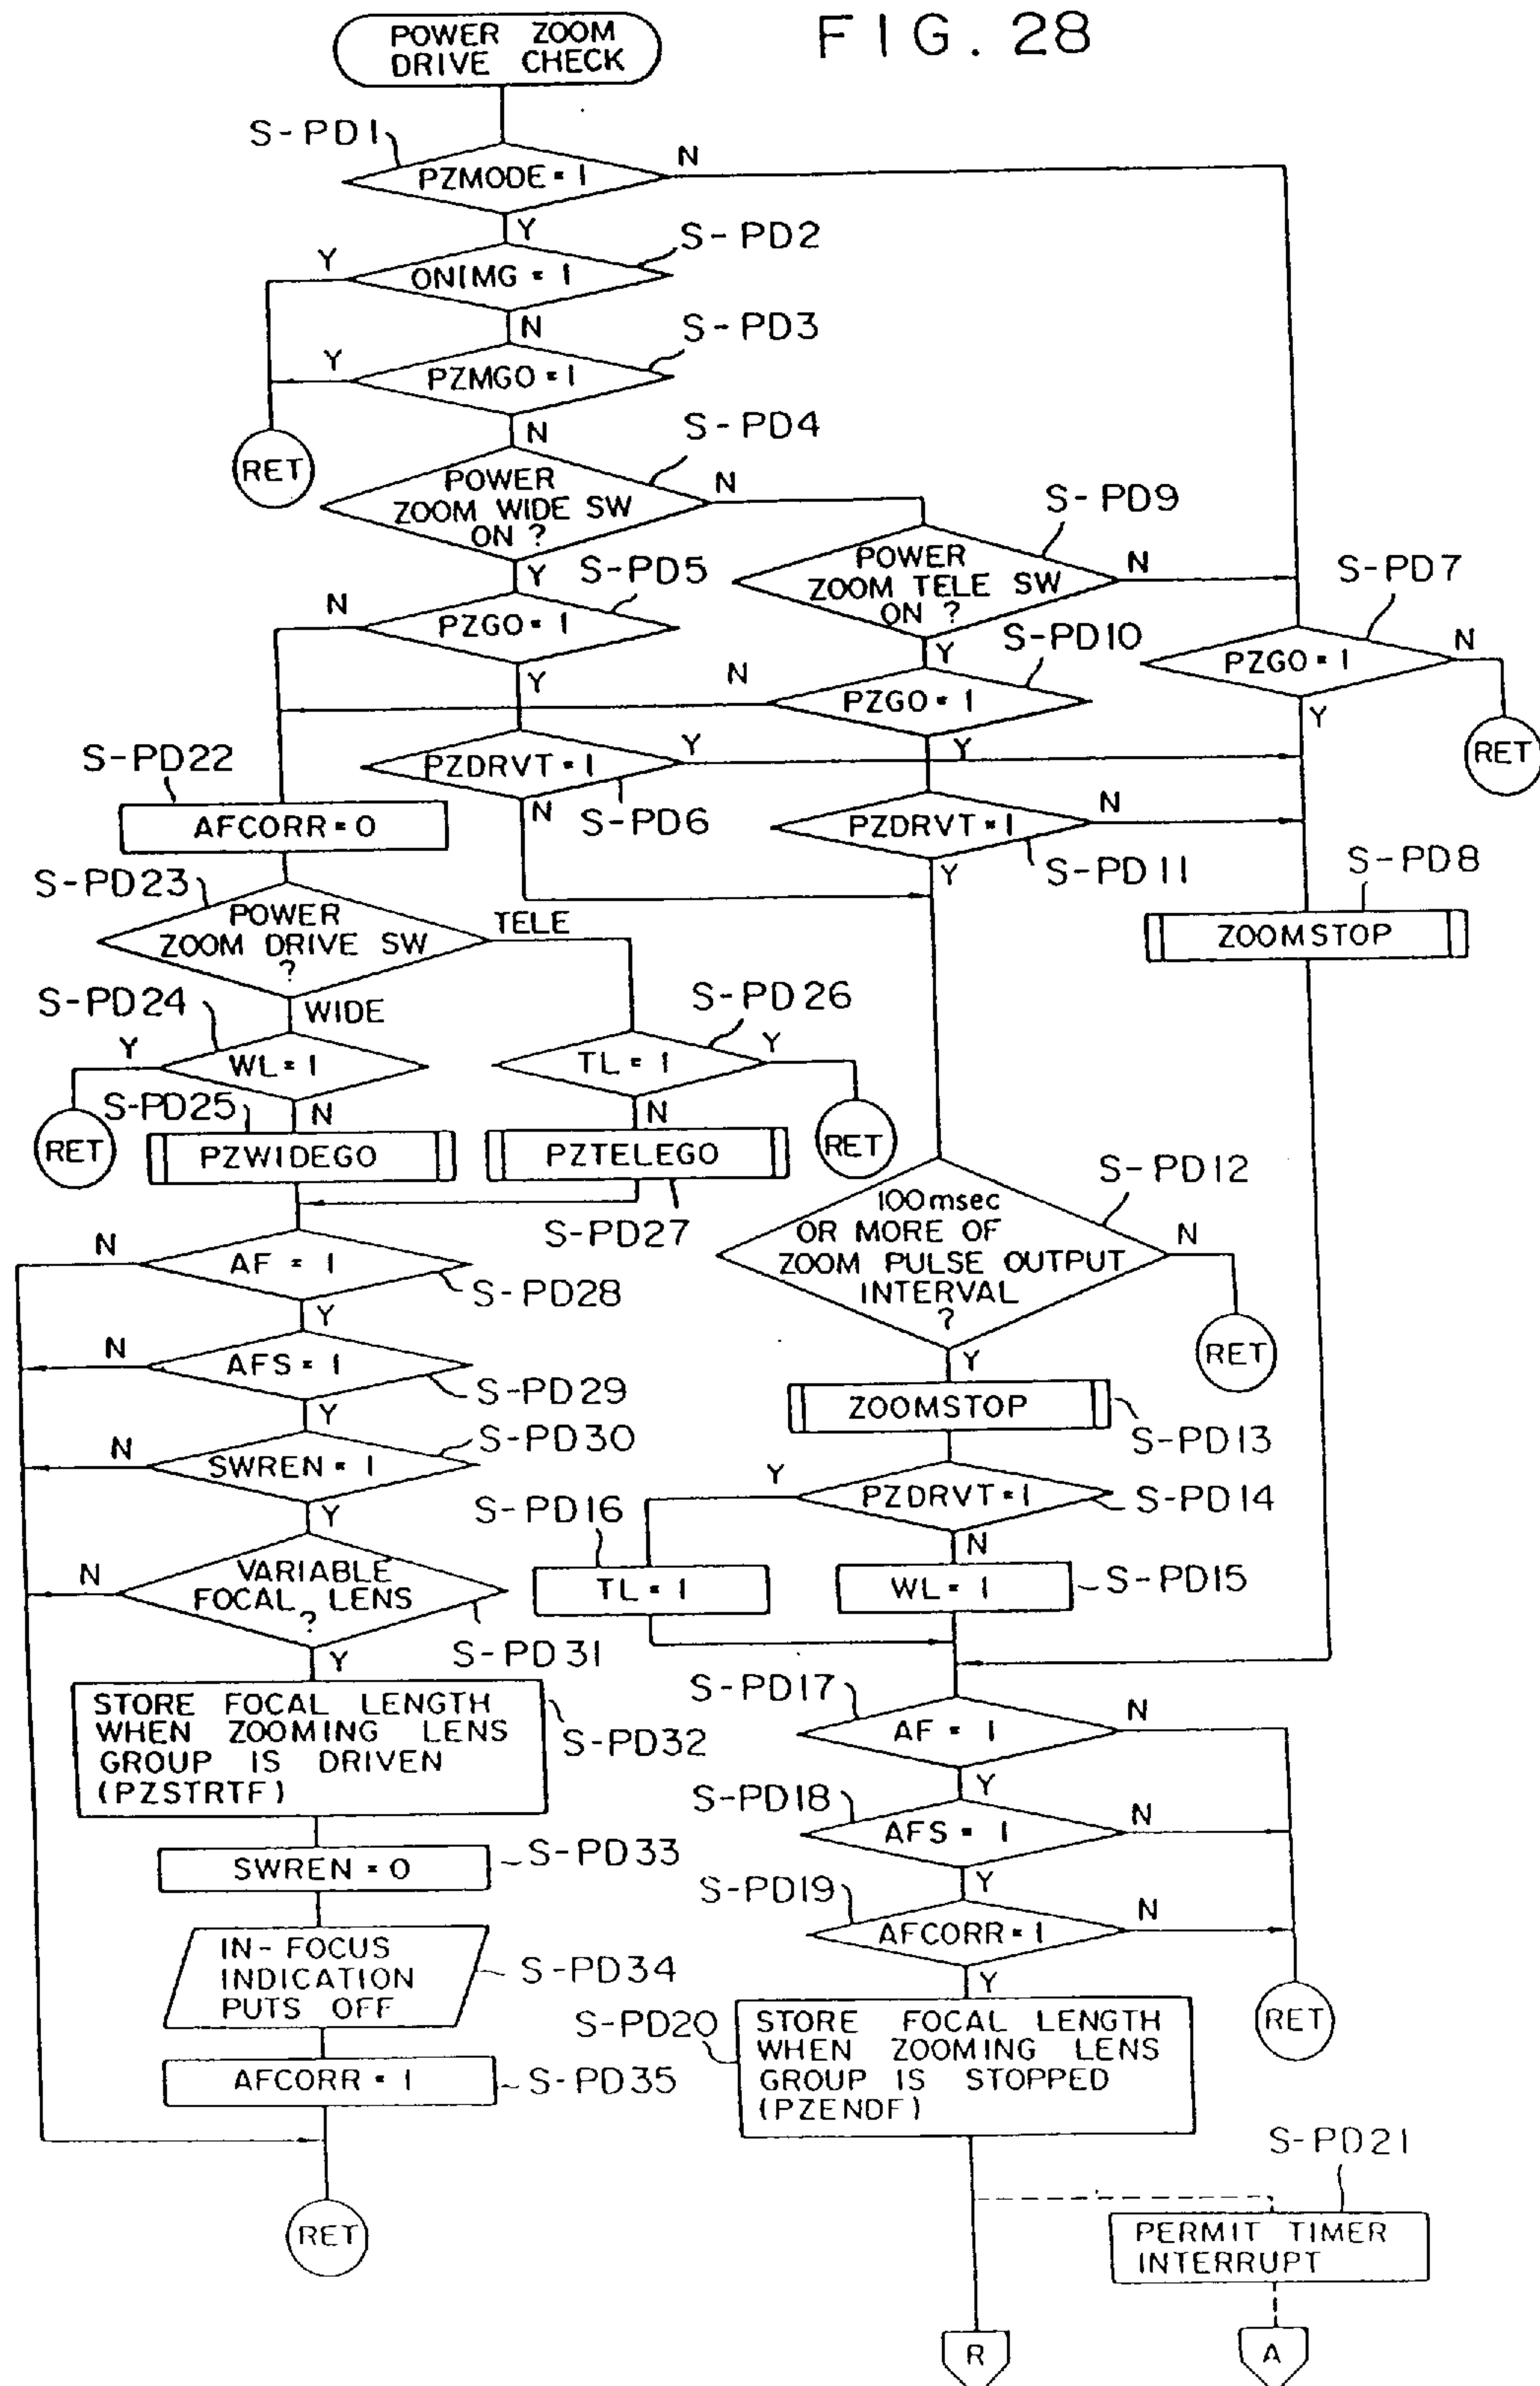 FIG. 28
POWER ZOOM
DRIVE CHECK
S-PD1
PZMODE = 1
N
Y
S-PD2
Y
ONIMG = 1
N
S-PD3
Y
PZMGO = 1
N
RET
S-PD4
POWER
ZOOM WIDE SW
ON ?
N
Y
S-PD9
POWER
ZOOM TELE SW
ON ?
N
Y
S-PD5
N
PZGO = 1
Y
S-PD7
PZGO = 1
N
Y
RET
S-PD10
N
PZGO = 1
Y
PZDRVT = 1
Y
N
S-PD6
PZDRVT = 1
N
Y
S-PD11
S-PD8
ZOOMSTOP
S-PD22
AFCORR = 0
S-PD23
POWER
ZOOM DRIVE SW
?
TELE
WIDE
S-PD24
Y
WL = 1
N
RET
S-PD26
TL = 1
Y
N
RET
S-PD25
PZWIDEGO
PZTELEGO
S-PD27
S-PD12
100msec
OR MORE OF
ZOOM PULSE OUTPUT
INTERVAL
?
N
Y
RET
N
AF = 1
S-PD28
Y
N
AFS = 1
S-PD29
Y
ZOOMSTOP
S-PD13
N
SWREN = 1
S-PD30
Y
Y
PZDRVT = 1
S-PD14
N
S-PD16
TL = 1
WL = 1
S-PD15
N
VARIABLE
FOCAL LENS
?
S-PD31
Y
STORE FOCAL LENGTH
WHEN ZOOMING LENS
GROUP IS DRIVEN
(PZSTRTF)
S-PD32
S-PD17
AF = 1
N
Y
S-PD18
AFS = 1
N
Y
SWREN = 0
S-PD33
S-PD19
AFCORR = 1
N
Y
RET
IN-FOCUS
INDICATION
PUTS OFF
S-PD34
S-PD20
STORE FOCAL LENGTH
WHEN ZOOMING LENS
GROUP IS STOPPED
(PZENDF)
AFCORR = 1
S-PD35
RET
S-PD21
PERMIT TIMER
INTERRUPT
R
A